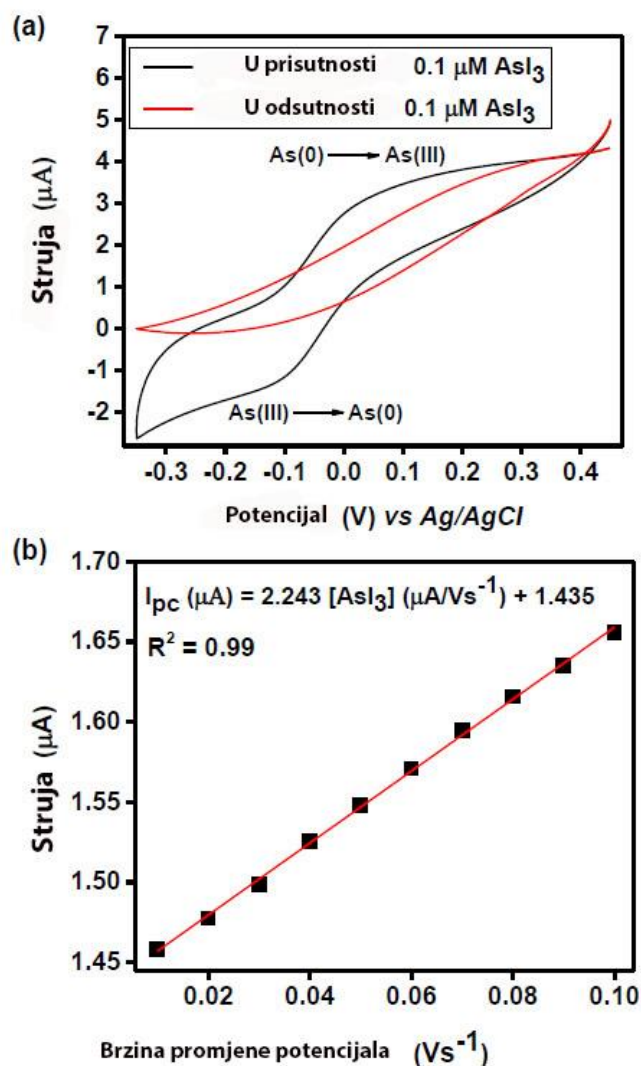 (a)
7
6
5
4
3
2
1
0
-1
-2
Struja (μA)
U prisutnosti 0.1 μM AsI₃
U odsutnosti 0.1 μM AsI₃
As(0) ⟶ As(III)
As(III) ⟶ As(0)
-0.3 -0.2 -0.1 0.0 0.1 0.2 0.3 0.4
Potencijal (V) vs Ag/AgCl
(b)
1.70
1.65
1.60
1.55
1.50
1.45
Struja (μA)
Ipc (μA) = 2.243 [AsI₃] (μA/Vs⁻¹) + 1.435
R² = 0.99
0.02 0.04 0.06 0.08 0.10
Brzina promjene potencijala (Vs⁻¹)